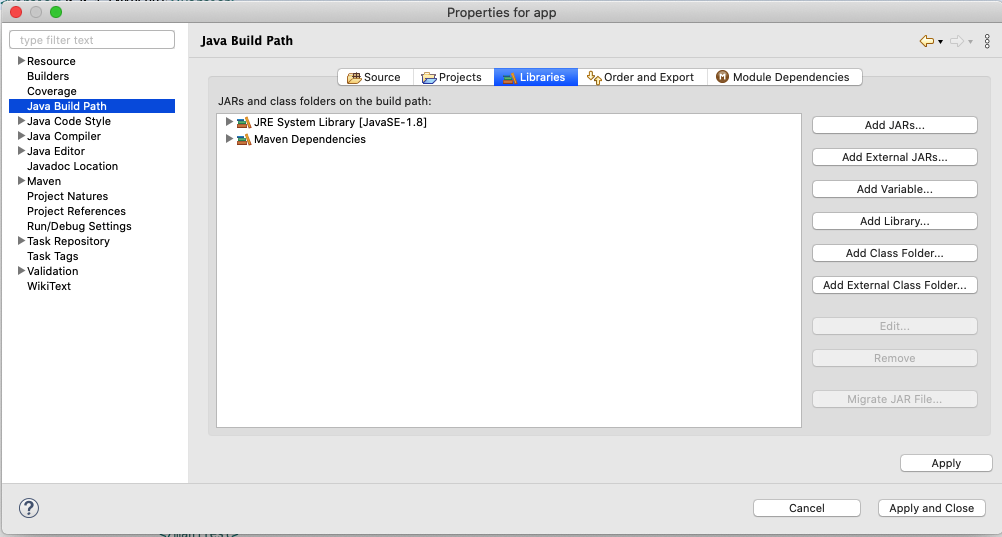 Properties for app
type filter text
Resource
Builders
Coverage
Java Build Path
Java Code Style
Java Compiler
Java Editor
Javadoc Location
Maven
Project Natures
Project References
Run/Debug Settings
Task Repository
Task Tags
Validation
WikiText
Java Build Path
Source
Projects
Libraries
Order and Export
M Module Dependencies
JARs and class folders on the build path:
JRE System Library [JavaSE-1.8]
Maven Dependencies
Add JARs...
Add External JARs...
Add Variable...
Add Library...
Add Class Folder...
Add External Class Folder...
Edit...
Remove
Migrate JAR File...
Apply
?
Cancel
Apply and Close